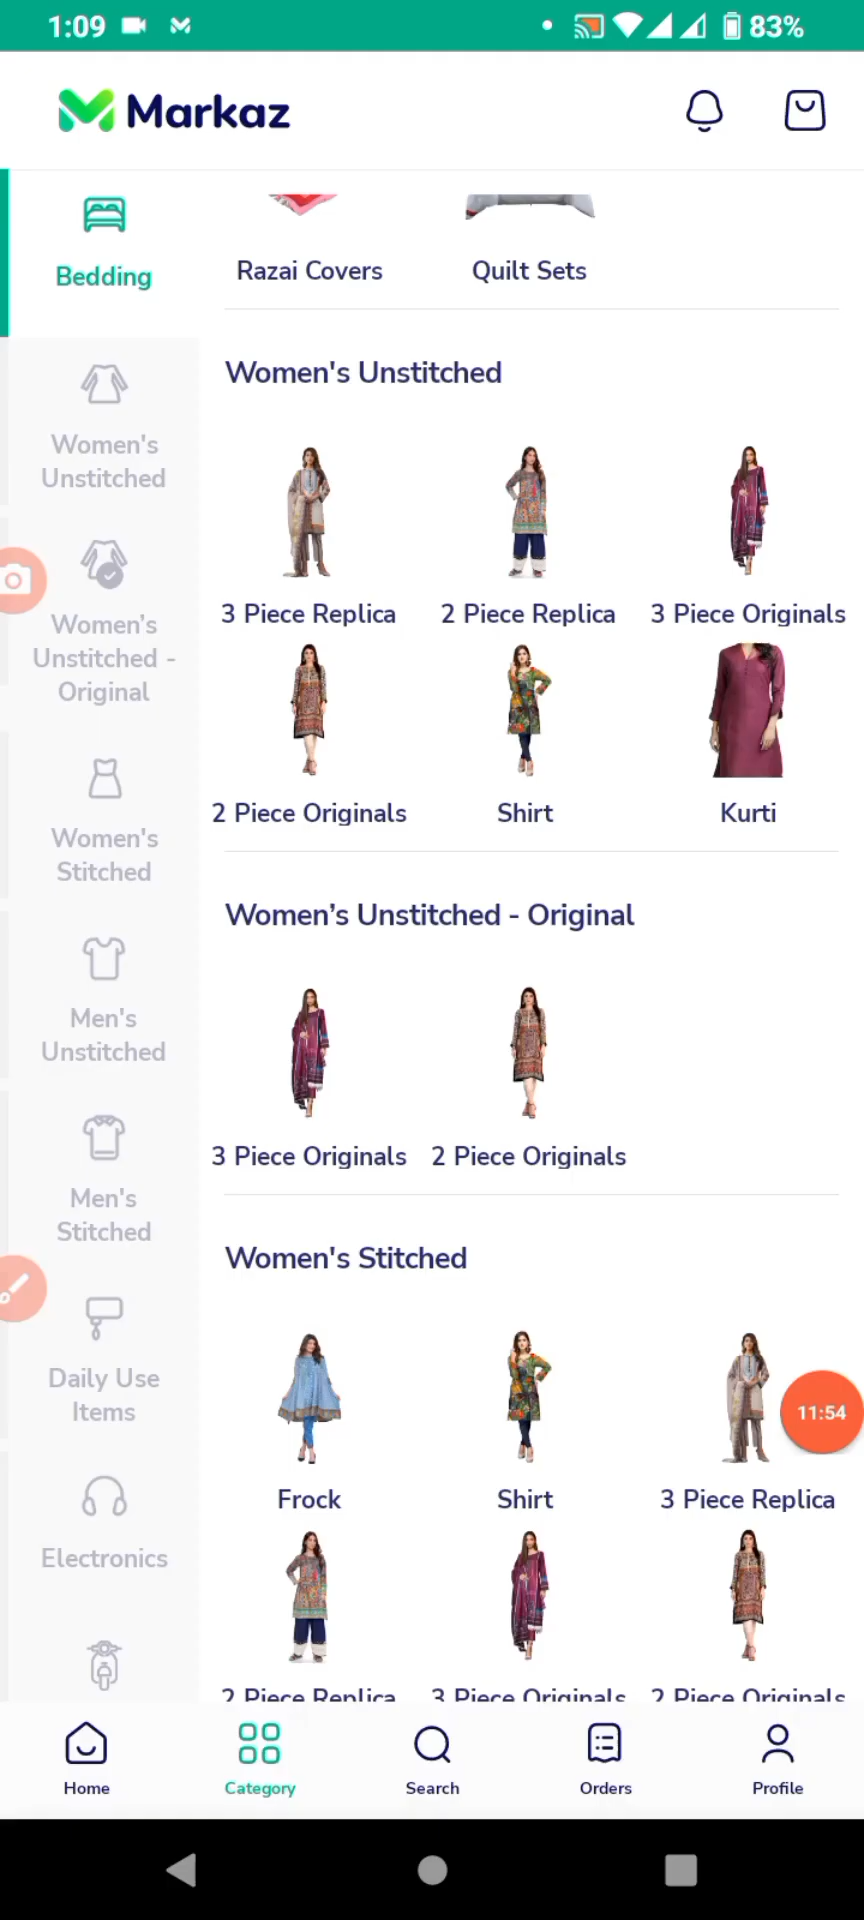 1:09
83%
Markaz
Bedding
Razai Covers
Quilt Sets
Women's Unstitched
Women's
Unstitched
3 Piece Replica
2 Piece Replica
3 Piece Originals
Women’s
Unstitched -
Original
2 Piece Originals
Shirt
Kurti
Women's
Stitched
Women’s Unstitched - Original
Men's
Unstitched
3 Piece Originals
2 Piece Originals
Men's
Stitched
Women's Stitched
Daily Use
Items
11:54
Frock
Shirt
3 Piece Replica
Electronics
2 Piece Replica
3 Piece Originals
2 Piece Originals
Home
Category
Search
Orders
Profile